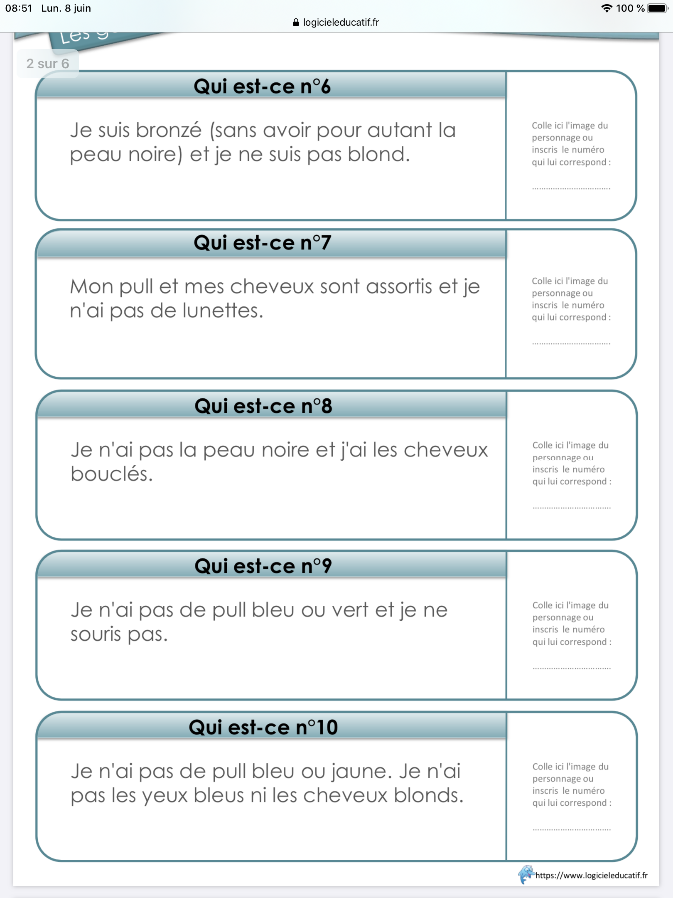 08:51 Lun. 8 juin
100 %
logicieleducatif.fr
2 sur 6
Qui est-ce n°6
Je suis bronzé (sans avoir pour autant la
peau noire) et je ne suis pas blond.
Colle ici l'image du
personnage ou
inscris le numéro
qui lui correspond :
.................................
Qui est-ce n°7
Mon pull et mes cheveux sont assortis et je
n'ai pas de lunettes.
Colle ici l'image du
personnage ou
inscris le numéro
qui lui correspond :
.................................
Qui est-ce n°8
Je n'ai pas la peau noire et j'ai les cheveux
bouclés.
Colle ici l'image du
personnage ou
inscris le numéro
qui lui correspond :
.................................
Qui est-ce n°9
Je n'ai pas de pull bleu ou vert et je ne
souris pas.
Colle ici l'image du
personnage ou
inscris le numéro
qui lui correspond :
.................................
Qui est-ce n°10
Je n'ai pas de pull bleu ou jaune. Je n'ai
pas les yeux bleus ni les cheveux blonds.
Colle ici l'image du
personnage ou
inscris le numéro
qui lui correspond :
.................................
https://www.logicieleducatif.fr